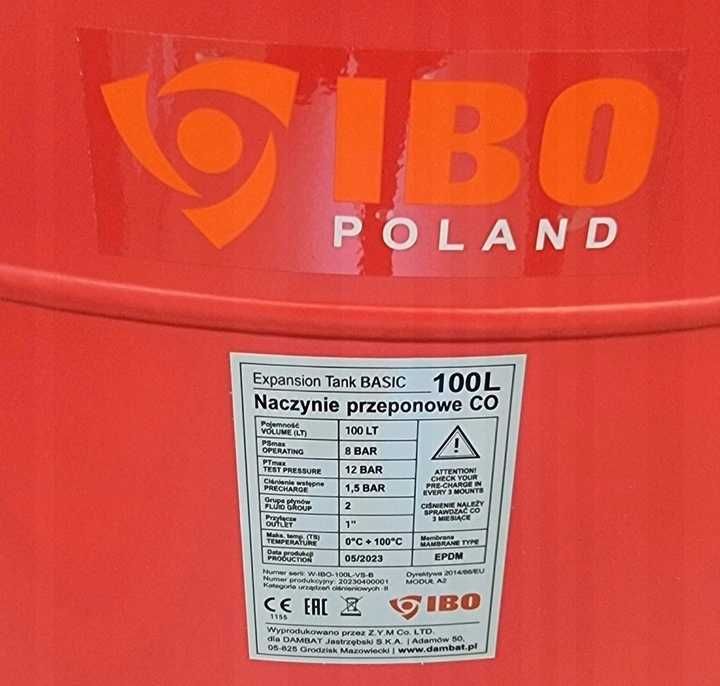 IBO
POLAND
Expansion Tank BASIC 100L
Naczynie przeponowe CO
Pojemność
VOLUME (LT)
100 LT
PSmax
OPERATING
8 BAR
PTmax
TEST PRESSURE
12 BAR
Ciśnienie wstępne
PRECHARGE
1,5 BAR
Grupa płynów
FLUID GROUP
2
Przyłącze
OUTLET
1"
Maks. temp. (TS)
TEMPERATURE
0°C + 100°C
Data produkcji
PRODUCTION
05/2023
ATTENTION!
CHECK YOUR
PRE-CHARGE IN
EVERY 3 MOUNTS
CIŚNIENIE NALEŻY
SPRAWDZAĆ CO
3 MIESIĄCE
Membrana
MAMBRANE TYPE
EPDM
Numer serii: W-IBO-100L-VS-B
Numer produkcyjny: 20230400001
Kategoria urządzeń ciśnieniowych -II
Dyrektywa 2014/68/EU
MODUŁ A2
CE EAC
1155
IBO
Wyprodukowano przez Z.Y.M Co. LTD.
dla DAMBAT Jastrzębski S.K.A. | Adamów 50,
05-825 Grodzisk Mazowiecki | www.dambat.pl